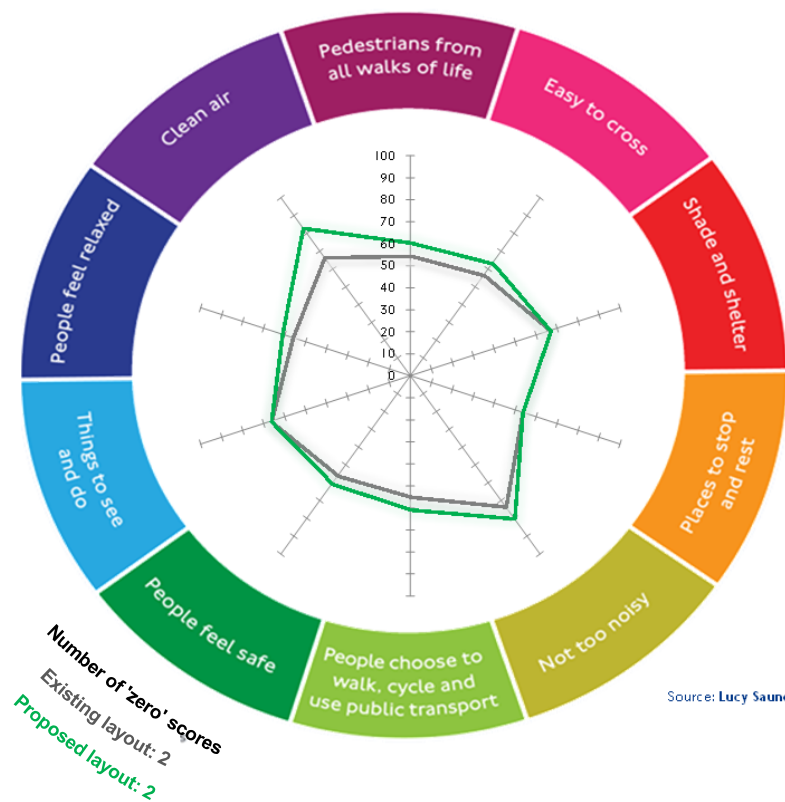 Pedestrians from
all walks of life
Easy to cross
Shade and shelter
Places to stop
and rest
Not too noisy
People choose to
walk, cycle and
use public transport
People feel safe
Things to see
and do
People feel relaxed
Clean air
100
90
80
70
60
50
40
30
20
10
0
Number of 'zero' scores
Existing layout: 2
Proposed layout: 2
Source: Lucy